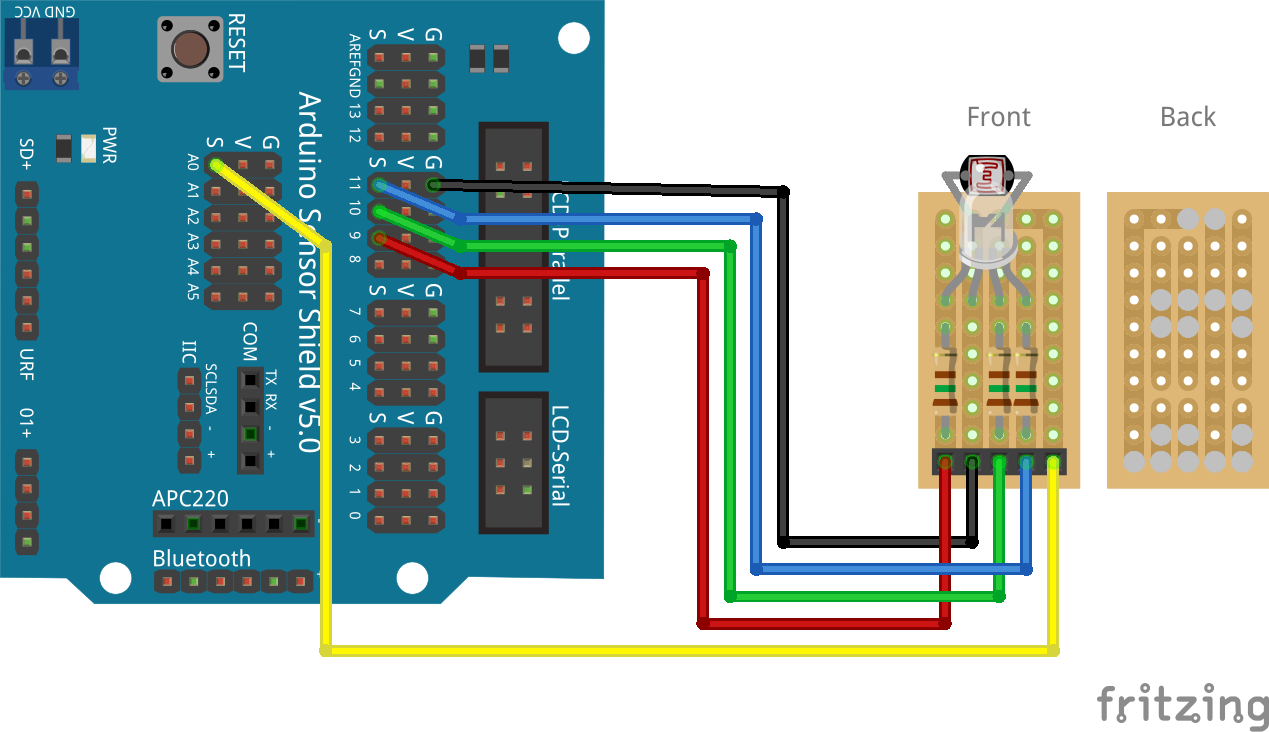 GND VCC
RESET
PWR
SD+
URF
01+
Arduino Sensor Shield v5.0
S V G
A0
A1
A2
A3
A4
A5
COM
IIC
SCL SDA - +
TX RX - +
APC220
Bluetooth
S V G
AREF
GND
13
12
S V G
11
10
9
8
S V G
7
6
5
4
S V G
3
2
1
0
LCD-Serial
Front
Back
fritzing